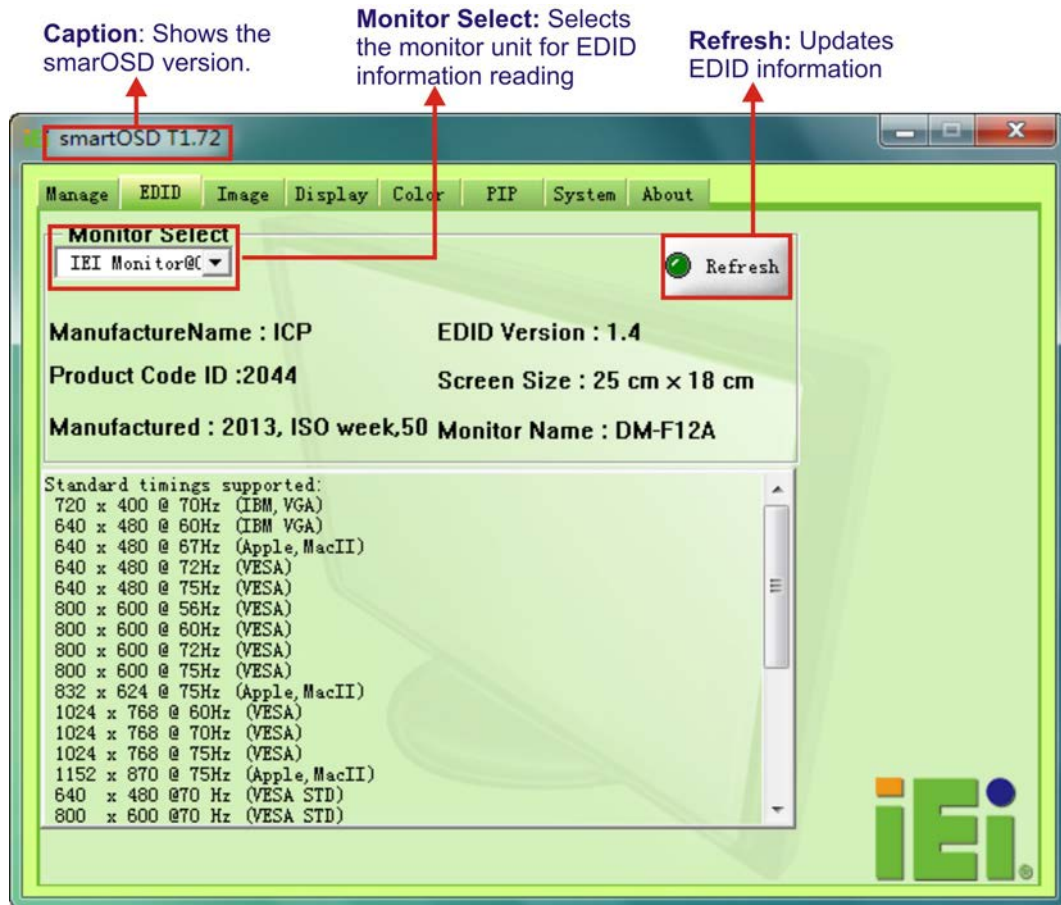 Caption: Shows the
smarOSD version.
Monitor Select: Selects
the monitor unit for EDID
information reading
Refresh: Updates
EDID information
smartOSD T1.72
Manage EDID Image Display Color PIP System About
Monitor Select
IEI Monitor@
Refresh
ManufactureName : ICP
EDID Version : 1.4
Product Code ID :2044
Screen Size : 25 cm × 18 cm
Manufactured : 2013, ISO week,50
Monitor Name : DM-F12A
Standard timings supported:
720 x 400 @ 70Hz (IBM,VGA)
640 x 480 @ 60Hz (IBM VGA)
640 x 480 @ 67Hz (Apple,MacII)
640 x 480 @ 72Hz (VESA)
640 x 480 @ 75Hz (VESA)
800 x 600 @ 56Hz (VESA)
800 x 600 @ 60Hz (VESA)
800 x 600 @ 72Hz (VESA)
800 x 600 @ 75Hz (VESA)
832 x 624 @ 75Hz (Apple,MacII)
1024 x 768 @ 60Hz (VESA)
1024 x 768 @ 70Hz (VESA)
1024 x 768 @ 75Hz (VESA)
1152 x 870 @ 75Hz (Apple,MacII)
640 x 480 @70 Hz (VESA STD)
800 x 600 @70 Hz (VESA STD)
iEi®